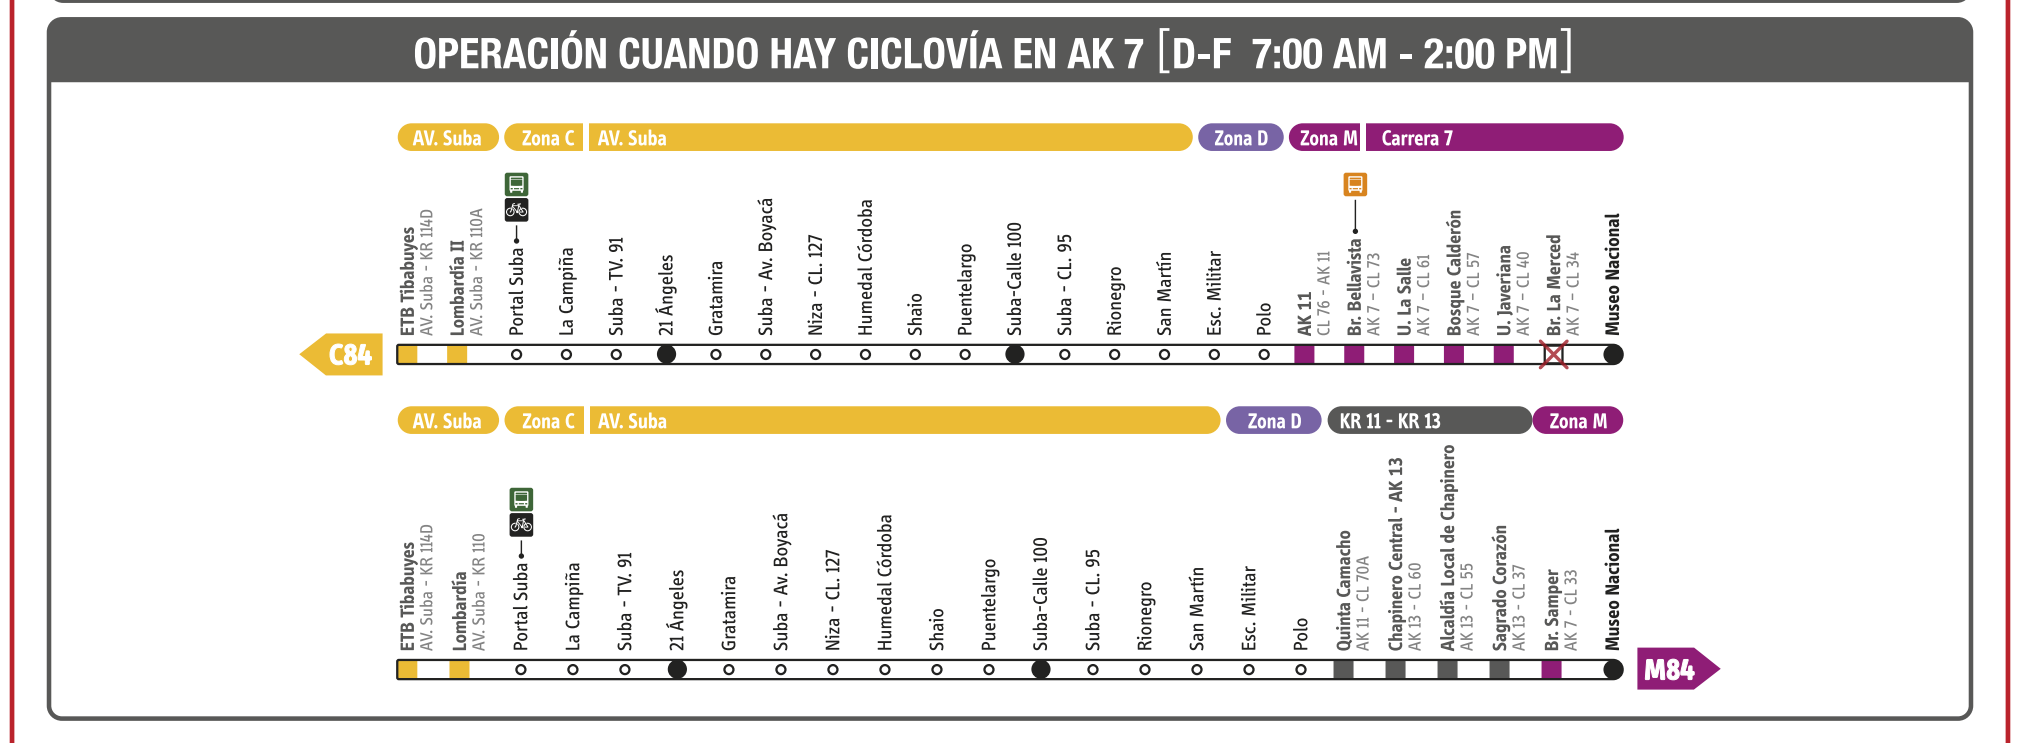 OPERACIÓN CUANDO HAY CICLOVÍA EN AK 7 [D-F 7:00 AM - 2:00 PM]
AV. Suba
Zona C
AV. Suba
Zona D
Zona M
Carrera 7
C84
ETB Tibabuyes
AV. Suba - KR 114D
Lombardía II
AV. Suba - KR 110A
Portal Suba
La Campiña
Suba - TV. 91
21 Ángeles
Gratamira
Suba - Av. Boyacá
Niza - CL. 127
Humedal Córdoba
Shaio
Puentelargo
Suba-Calle 100
Suba - CL. 95
Rionegro
San Martín
Esc. Militar
Polo
AK 11
CL 76 - AK 11
Br. Bellavista
AK 7 - CL 73
U. La Salle
AK 7 - CL 61
Bosque Calderón
AK 7 - CL 57
U. Javeriana
AK 7 - CL 40
Br. La Merced
AK 7 - CL 34
Museo Nacional
AV. Suba
Zona C
AV. Suba
Zona D
KR 11 - KR 13
Zona M
ETB Tibabuyes
AV. Suba - KR 114D
Lombardía
AV. Suba - KR 110
Portal Suba
La Campiña
Suba - TV. 91
21 Ángeles
Gratamira
Suba - Av. Boyacá
Niza - CL. 127
Humedal Córdoba
Shaio
Puentelargo
Suba-Calle 100
Suba - CL. 95
Rionegro
San Martín
Esc. Militar
Polo
Quinta Camacho
AK 11 - CL 70A
Chapinero Central - AK 13
AK 13 - CL 60
Alcaldía Local de Chapinero
AK 13 - CL 55
Sagrado Corazón
AK 13 - CL 37
Br. Samper
AK 7 - CL 33
Museo Nacional
M84